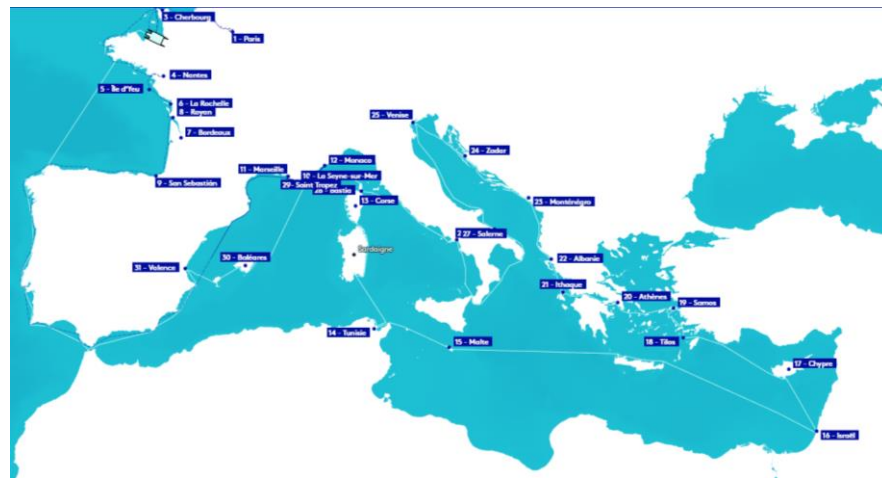 3 - Cherbourg
1 - Paris
4 - Nantes
5 - Île d'Yeu
6 - La Rochelle
8 - Royan
7 - Bordeaux
9 - San Sebastián
25 - Venise
24 - Zadar
12 - Monaco
11 - Marseille
10 - La Seyne-sur-Mer
29 - Saint Tropez
Bastia
13 - Corse
23 - Monténégro
27 - Salerne
Sardaigne
22 - Albanie
30 - Baléares
31 - Valence
21 - Ithaque
20 - Athènes
19 - Samos
14 - Tunisie
15 - Malte
18 - Tilos
17 - Chypre
16 - Israël